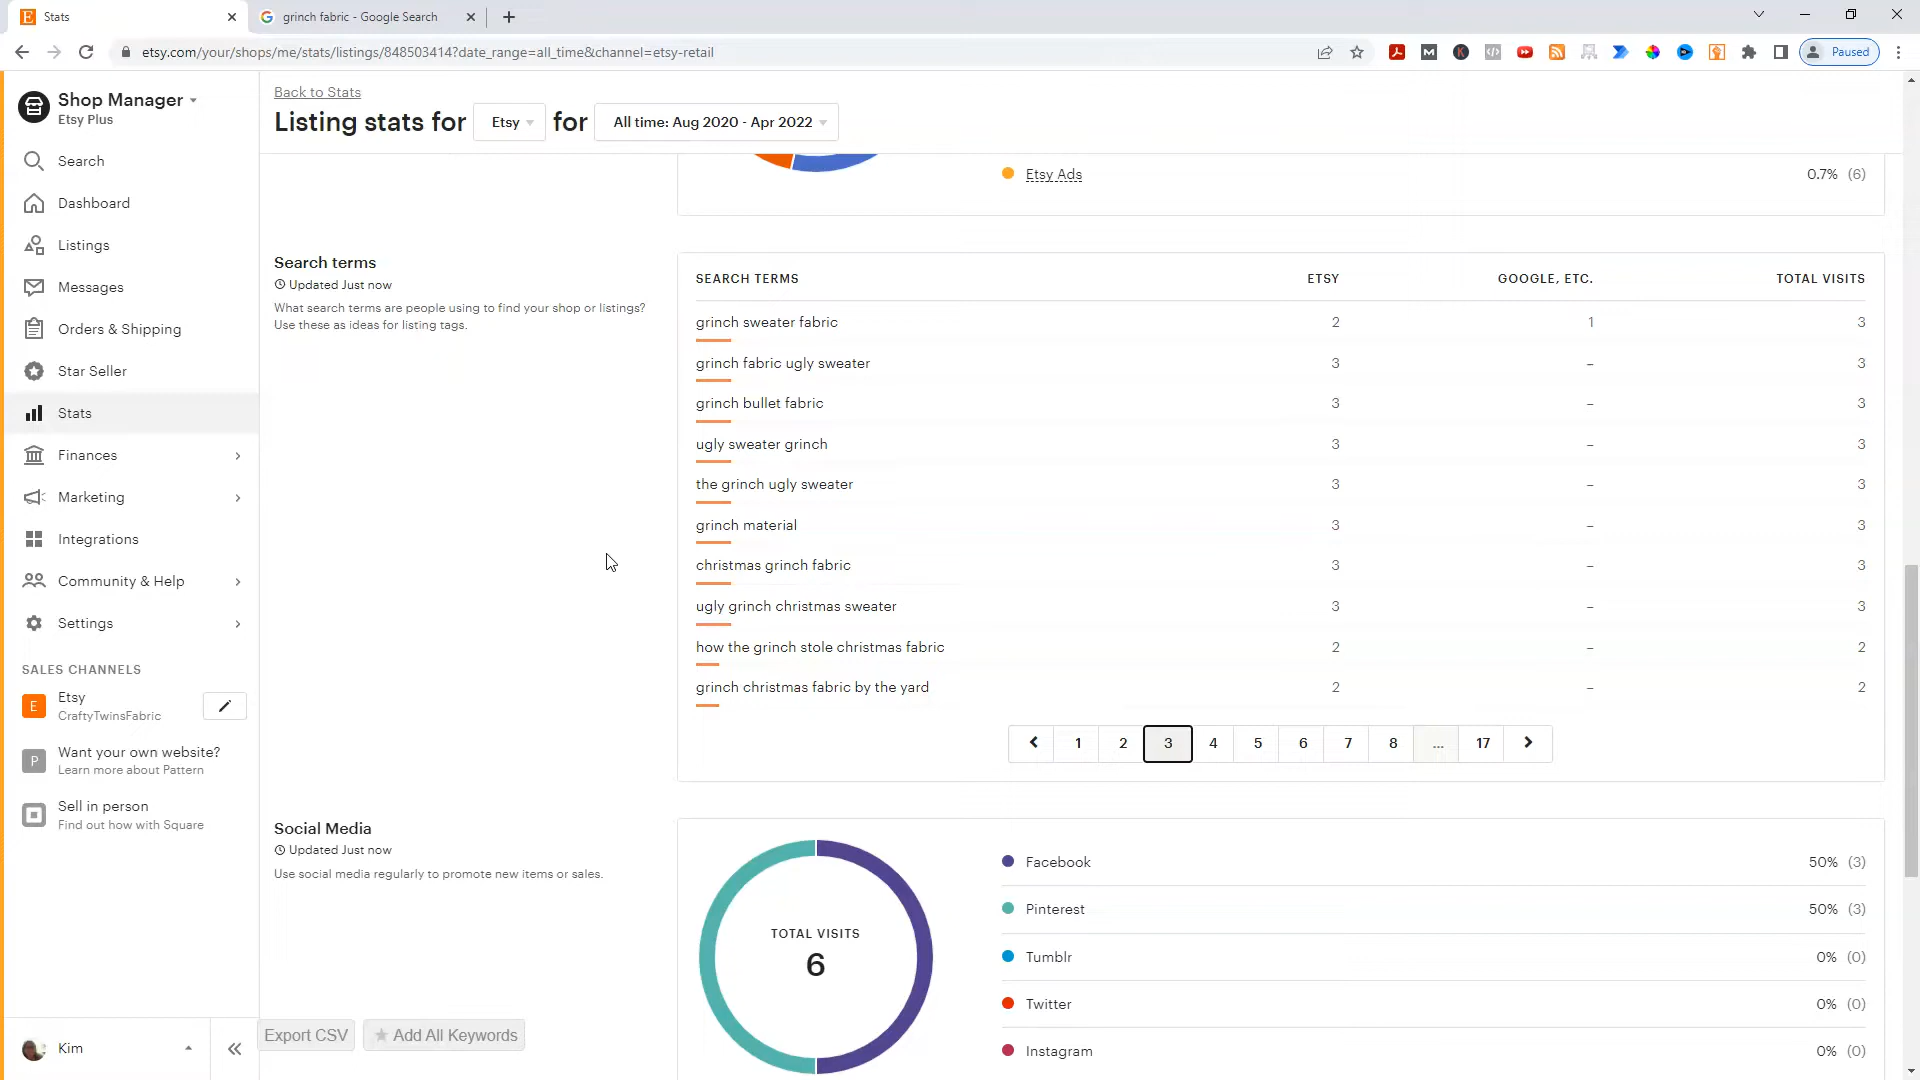 Stats
grinch fabric - Google Search
etsy.com/your/shops/me/stats/listings/848503414?date_range=all_time&channel=etsy-retail
Paused
Shop Manager
Etsy Plus
Search
Dashboard
Listings
Messages
Orders & Shipping
Star Seller
Stats
Finances
Marketing
Integrations
Community & Help
Settings
SALES CHANNELS
E Etsy
CraftyTwinsFabric
P Want your own website?
Learn more about Pattern
Sell in person
Find out how with Square
Kim
Back to Stats
Listing stats for Etsy for All time: Aug 2020 - Apr 2022
Etsy Ads 0.7% (6)
Search terms
Updated Just now
What search terms are people using to find your shop or listings?
Use these as ideas for listing tags.
SEARCH TERMS ETSY GOOGLE, ETC. TOTAL VISITS
grinch sweater fabric 2 1 3
grinch fabric ugly sweater 3 – 3
grinch bullet fabric 3 – 3
ugly sweater grinch 3 – 3
the grinch ugly sweater 3 – 3
grinch material 3 – 3
christmas grinch fabric 3 – 3
ugly grinch christmas sweater 3 – 3
how the grinch stole christmas fabric 2 – 2
grinch christmas fabric by the yard 2 – 2
1 2 3 4 5 6 7 8 ... 17
Social Media
Updated Just now
Use social media regularly to promote new items or sales.
TOTAL VISITS
6
Facebook 50% (3)
Pinterest 50% (3)
Tumblr 0% (0)
Twitter 0% (0)
Instagram 0% (0)
Export CSV
Add All Keywords